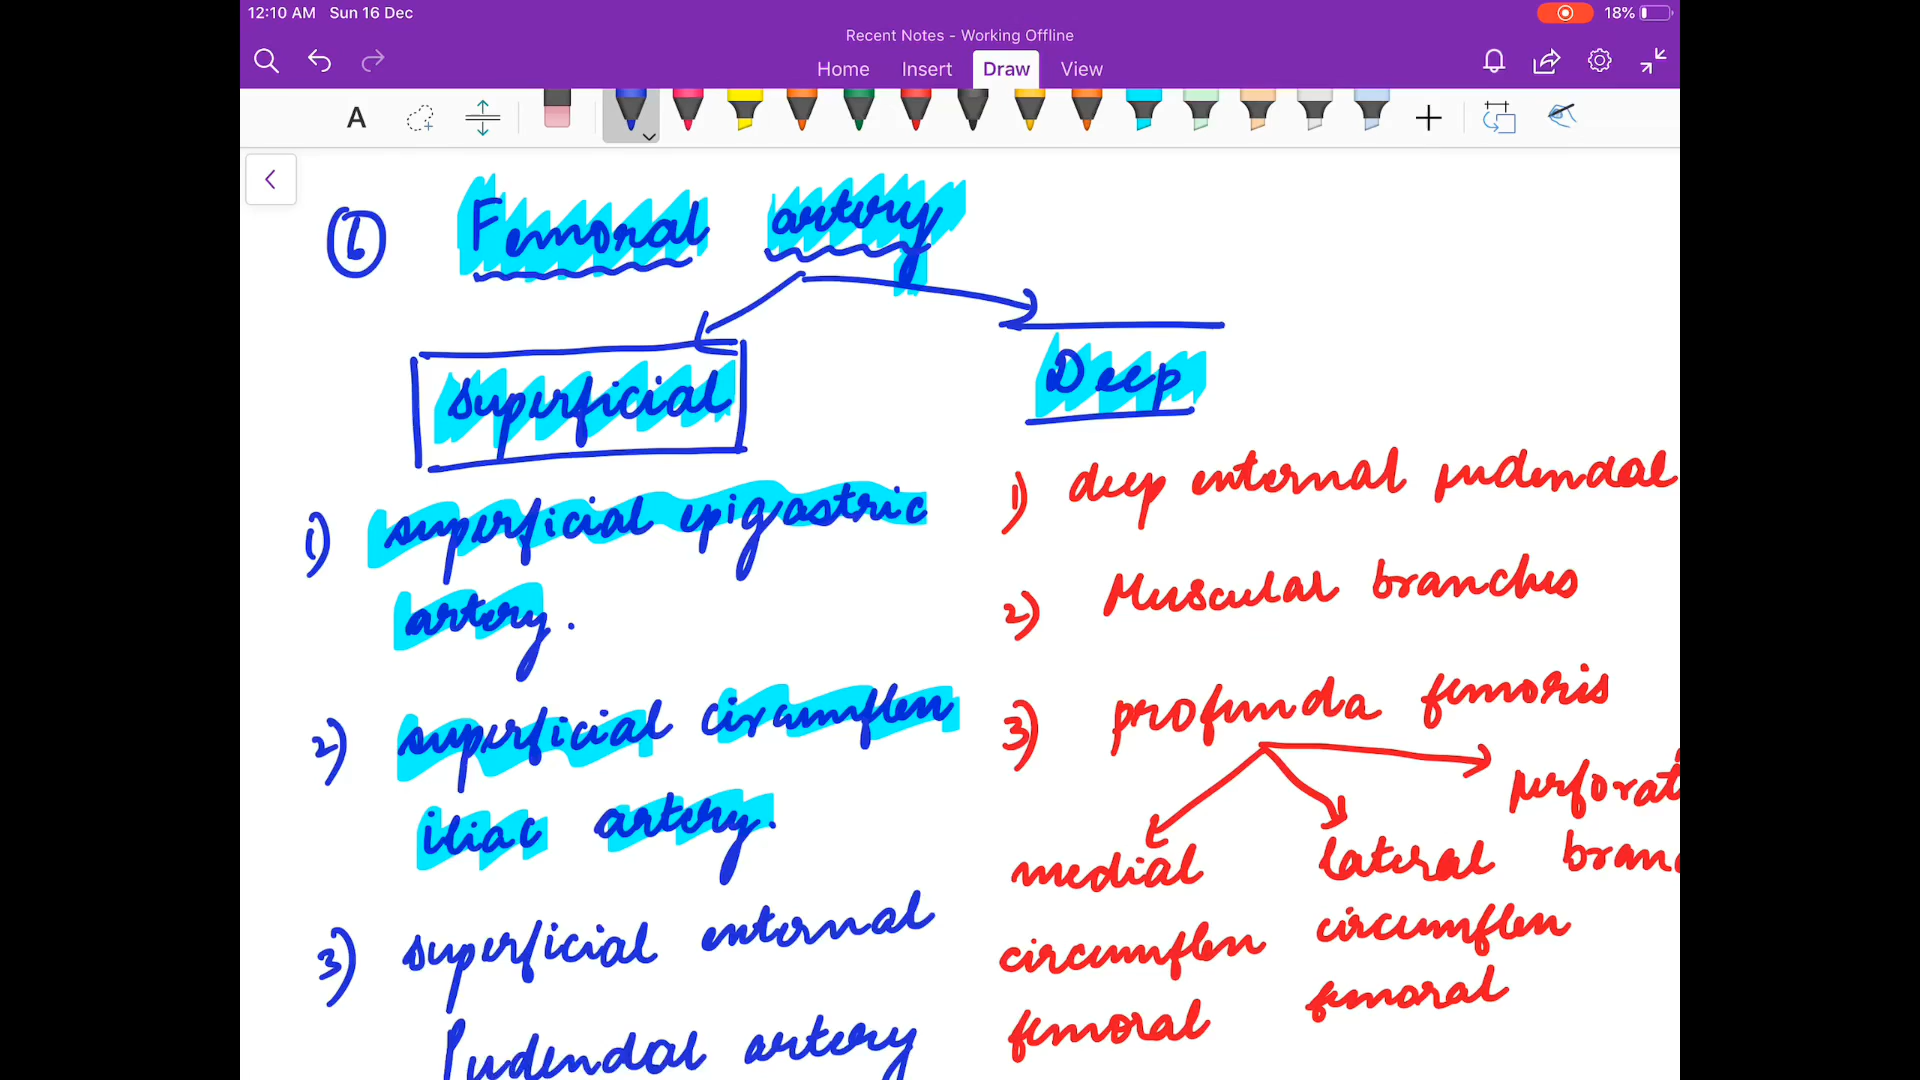 12:10 AM Sun 16 Dec
18%
Recent Notes - Working Offline
Home Insert Draw View
A
6 Femoral artery
superficial
Deep
1) superficial epigastric
artery.
2) superficial circumflex
iliac artery.
3) superficial external
Pudendal artery
1) deep external pudendal
2) Muscular branches
3) profunda femoris
medial
circumflex
femoral
lateral
circumflex
femoral
perforat
bran